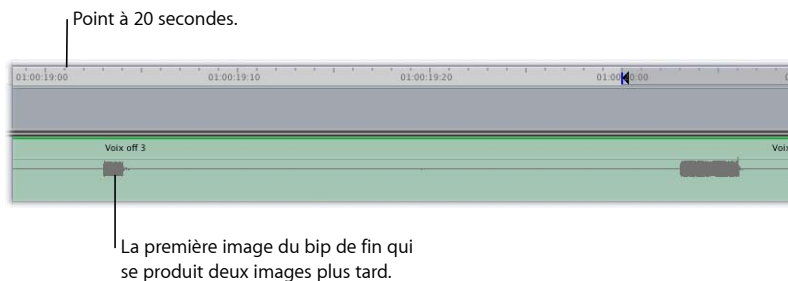 Point à 20 secondes.
01:00:19:00 01:00:19:10 01:00:19:20
Voix off 3
La première image du bip de fin qui
se produit deux images plus tard.